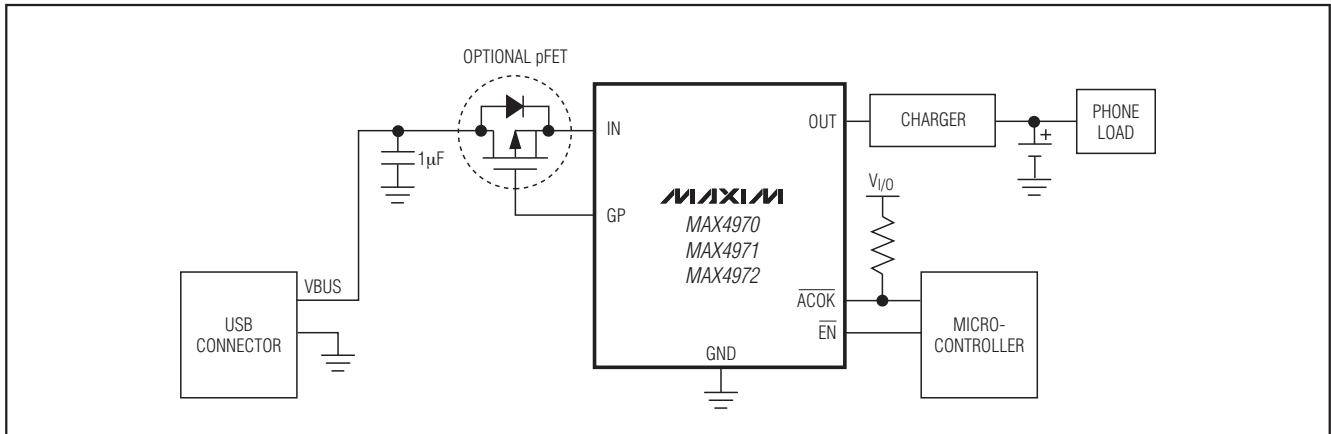 OPTIONAL pFET
1µF
IN
GP
OUT
CHARGER
+
PHONE
LOAD
VI/O
MAXIM
MAX4970
MAX4971
MAX4972
VBUS
USB
CONNECTOR
ACOK
EN
MICRO-
CONTROLLER
GND